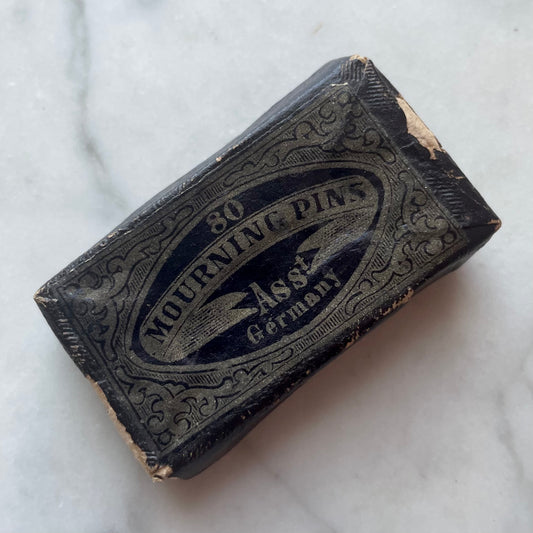 80
MOURNING PINS
Asst
Germany